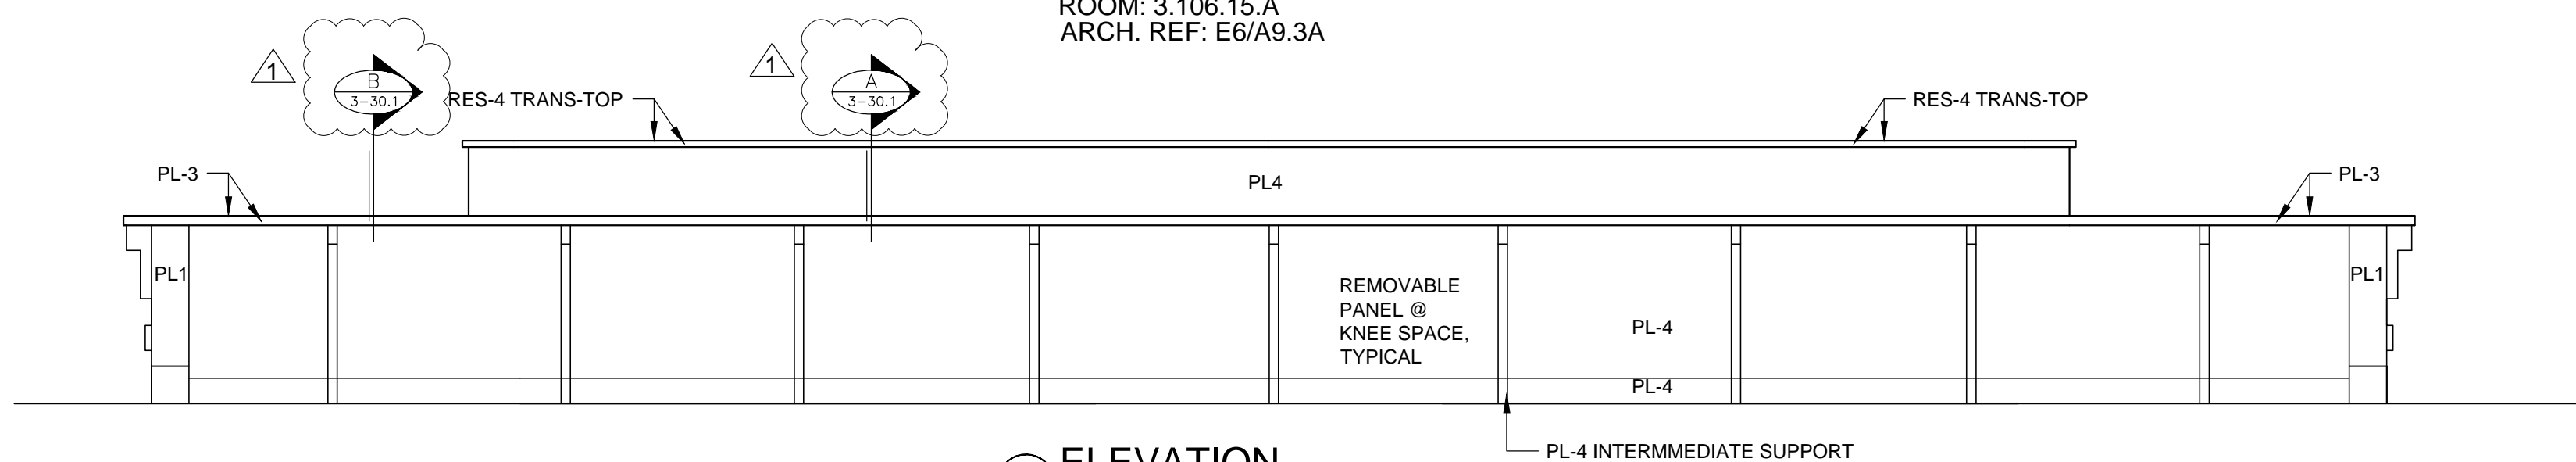 ROOM: 3.106.15.A
ARCH. REF: E6/A9.3A
1
B
3-30.1
1
A
3-30.1
RES-4 TRANS-TOP
RES-4 TRANS-TOP
PL-3
PL4
PL-3
PL1
PL1
REMOVABLE
PANEL @
KNEE SPACE,
TYPICAL
PL-4
PL-4
PL-4 INTERMMEDIATE SUPPORT
ELEVATION